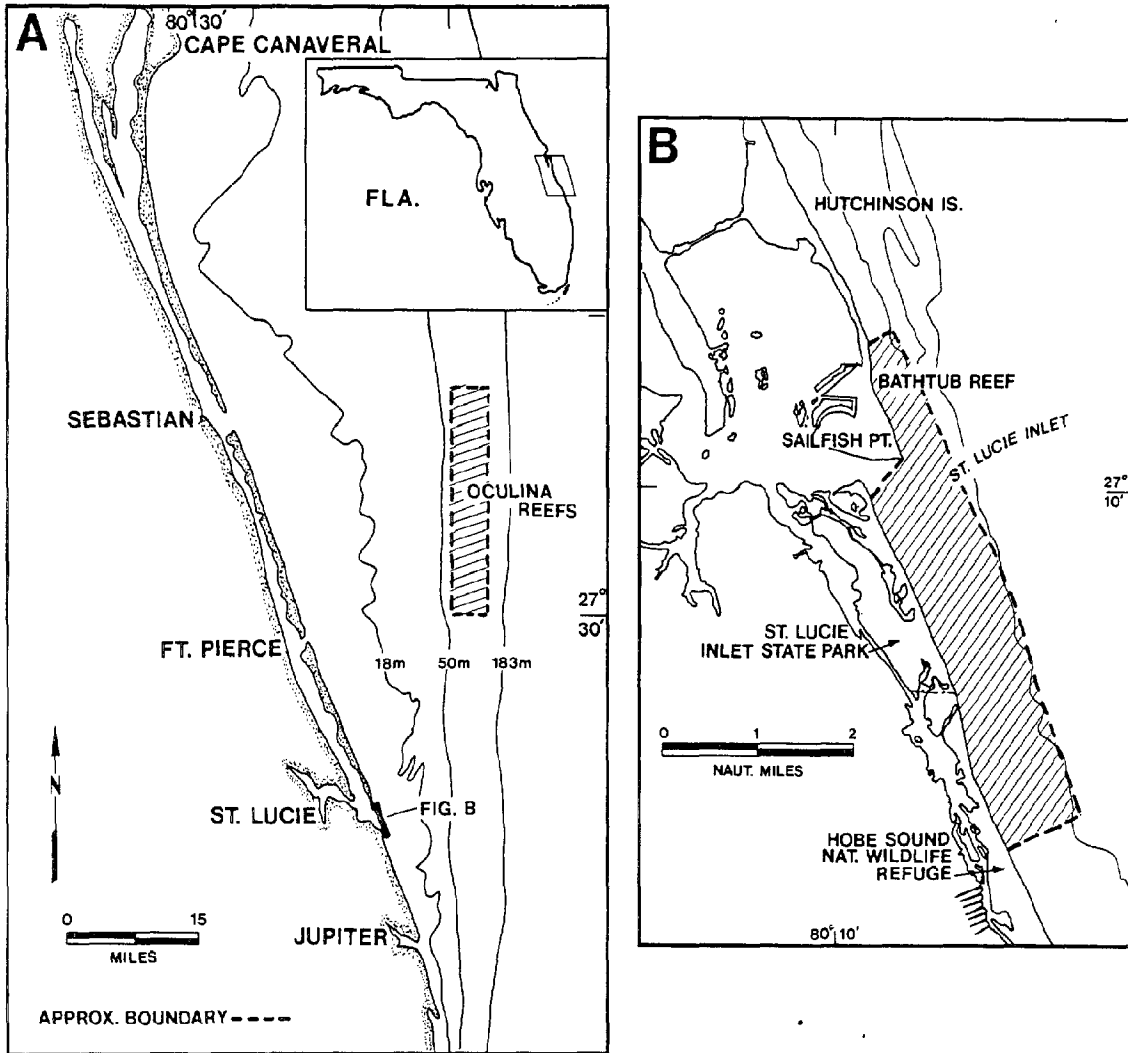 A
80° 30'
CAPE CANAVERAL
FLA.
SEBASTIAN
OCULINA
REEFS
27°
30'
FT. PIERCE
18m
50m
183m
N
ST. LUCIE
FIG. B
0
15
MILES
JUPITER
APPROX. BOUNDARY
B
HUTCHINSON IS.
BATHTUB REEF
SAILFISH PT.
ST. LUCIE INLET
27°
10'
ST. LUCIE
INLET STATE PARK
0
1
2
NAUT. MILES
HOBE SOUND
NAT. WILDLIFE
REFUGE
80° 10'